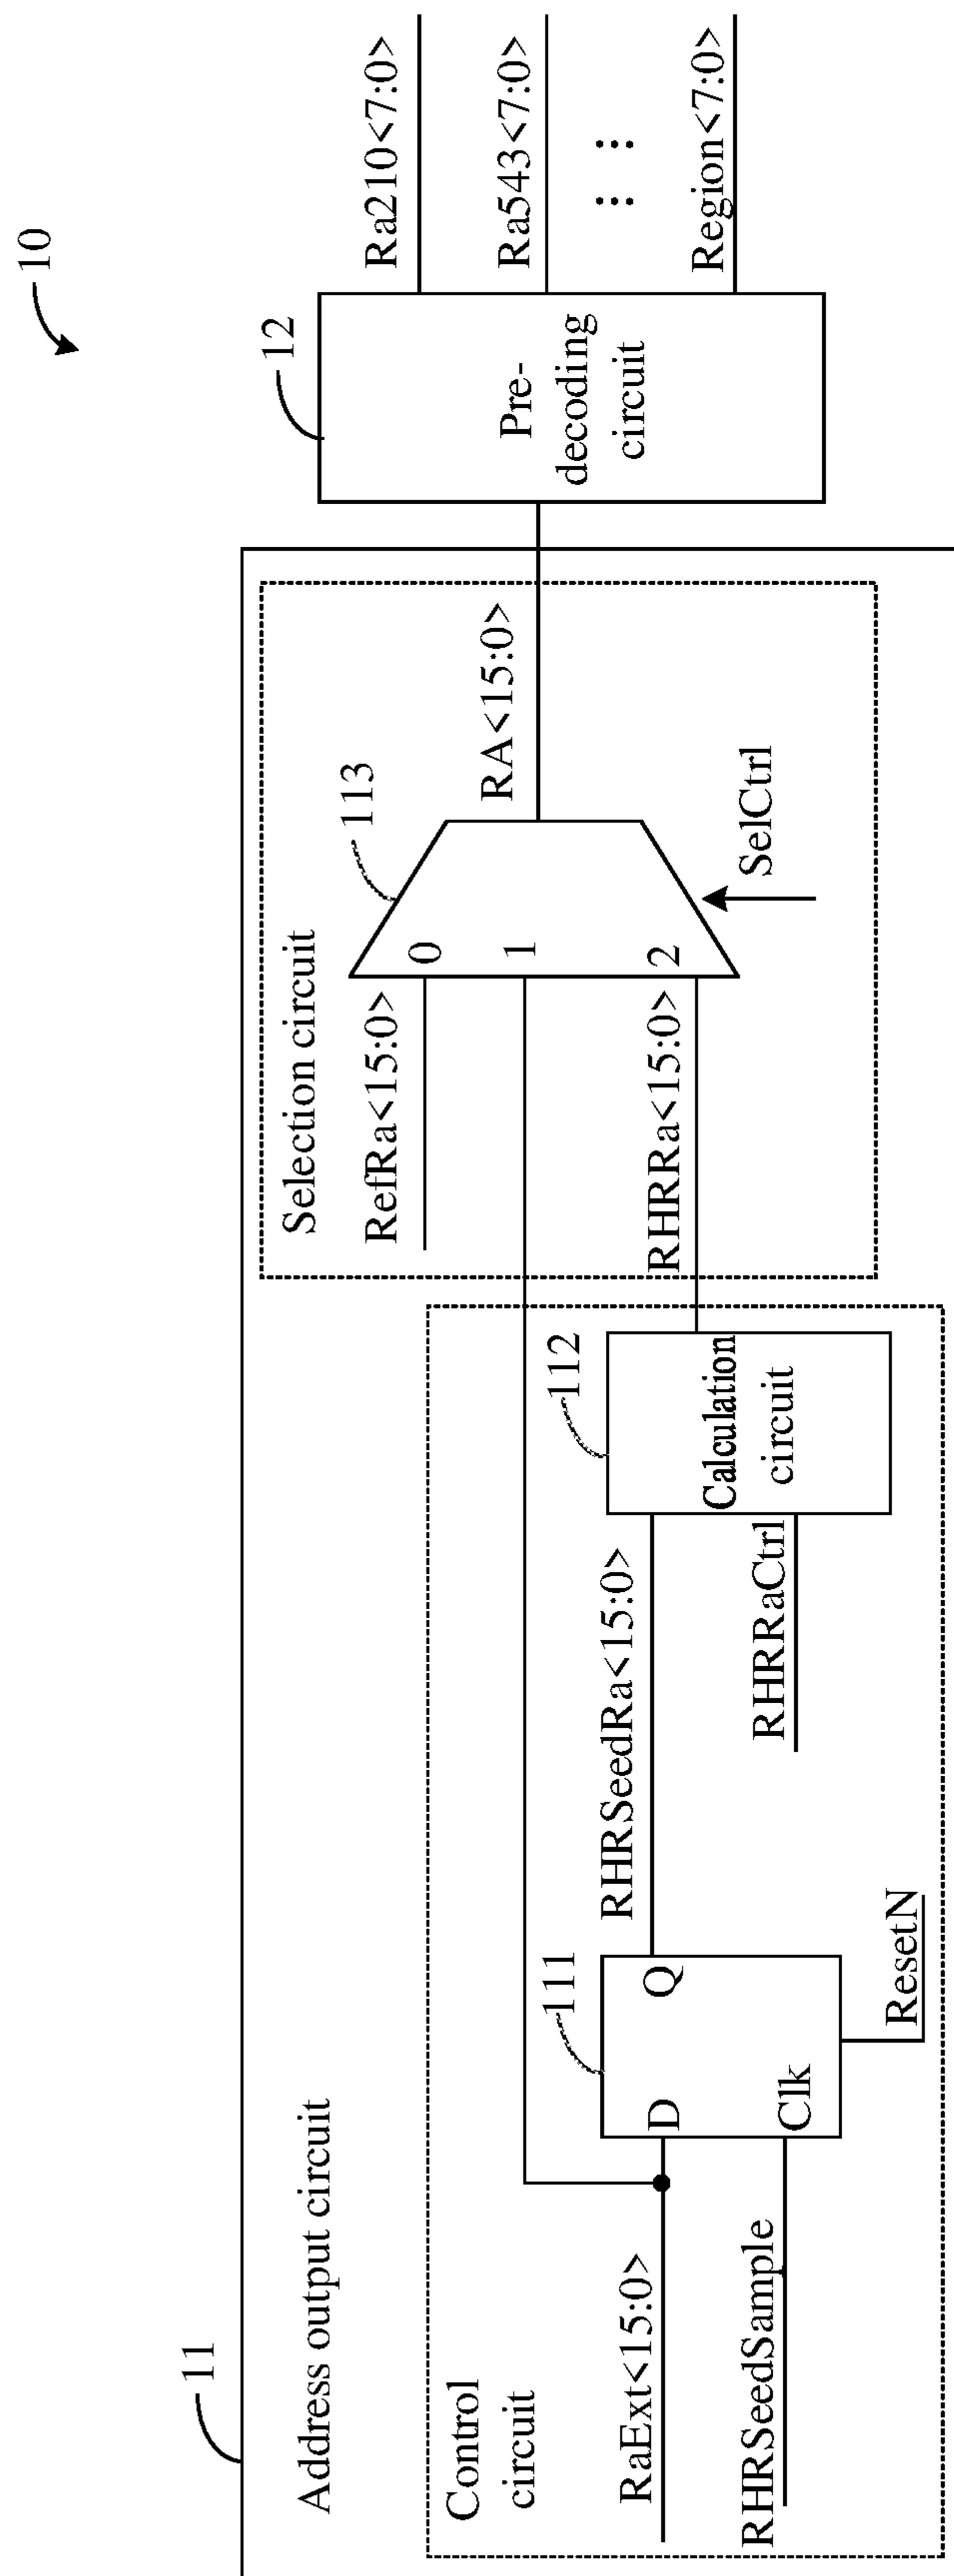 10
11
Address output circuit
Control
circuit
RaExt<15:0>
RHRSeedSample
D
Clk
Q
111
ResetN
RHRSeedRa<15:0>
RHRRaCtrl
112
Calculation
circuit
Selection circuit
RefRa<15:0>
RHRRa<15:0>
0
1
2
113
SelCtrl
RA<15:0>
12
Pre-
decoding
circuit
Ra210<7:0>
Ra543<7:0>
Region<7:0>